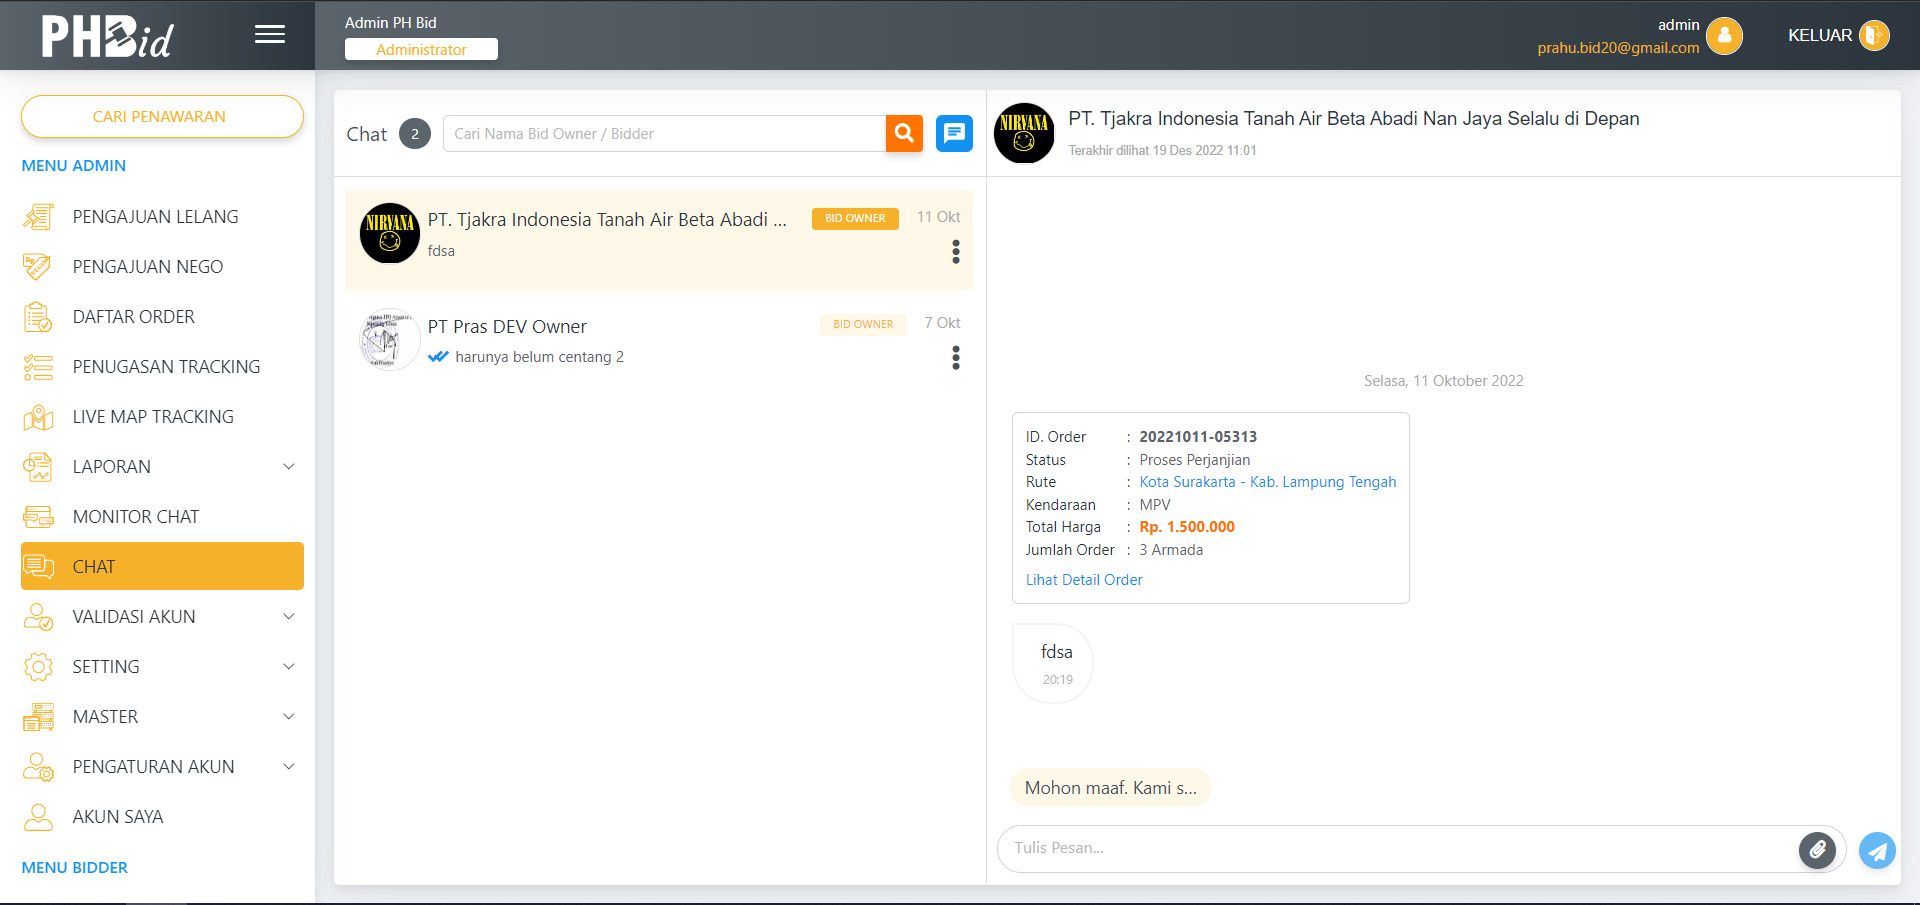 PHBid
Admin PH Bid
Administrator
admin
prahu.bid20@gmail.com
KELUAR
CARI PENAWARAN
MENU ADMIN
PENGAJUAN LELANG
PENGAJUAN NEGO
DAFTAR ORDER
PENUGASAN TRACKING
LIVE MAP TRACKING
LAPORAN
MONITOR CHAT
CHAT
VALIDASI AKUN
SETTING
MASTER
PENGATURAN AKUN
AKUN SAYA
MENU BIDDER
Chat 2
Cari Nama Bid Owner / Bidder
NIRVANA
PT. Tjakra Indonesia Tanah Air Beta Abadi ...
BID OWNER
11 Okt
fdsa
PT Pras DEV Owner
BID OWNER
7 Okt
harunya belum centang 2
NIRVANA
PT. Tjakra Indonesia Tanah Air Beta Abadi Nan Jaya Selalu di Depan
Terakhir dilihat 19 Des 2022 11:01
Selasa, 11 Oktober 2022
ID. Order : 20221011-05313
Status : Proses Perjanjian
Rute : Kota Surakarta - Kab. Lampung Tengah
Kendaraan : MPV
Total Harga : Rp. 1.500.000
Jumlah Order : 3 Armada
Lihat Detail Order
fdsa
20:19
Mohon maaf. Kami s...
Tulis Pesan...